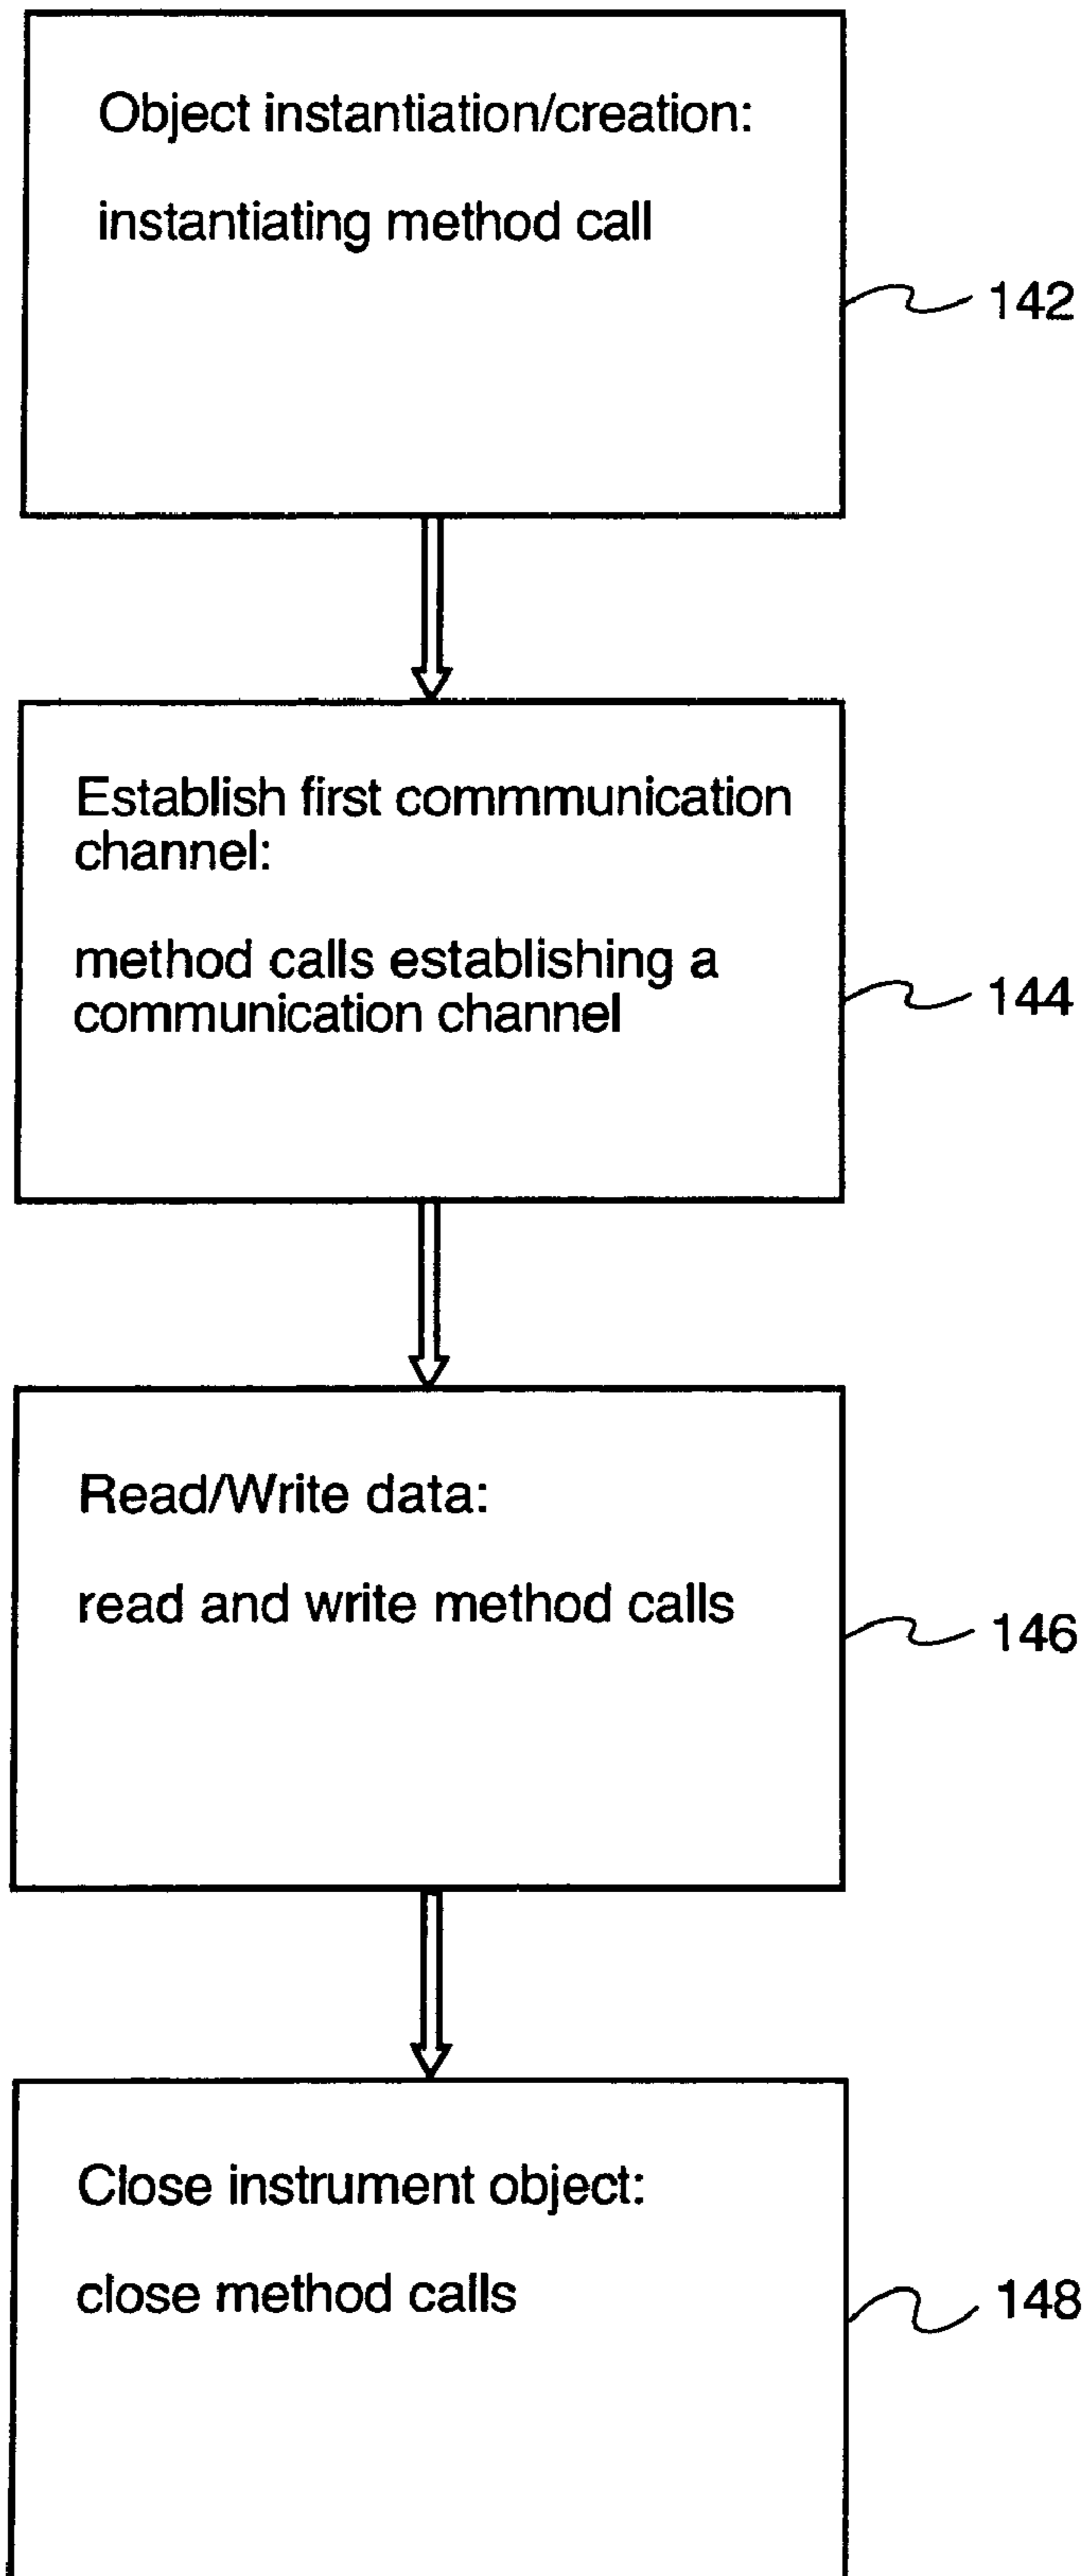 Object instantiation/creation:
instantiating method call
142
Establish first commmunication
channel:
method calls establishing a
communication channel
144
Read/Write data:
read and write method calls
146
Close instrument object:
close method calls
148